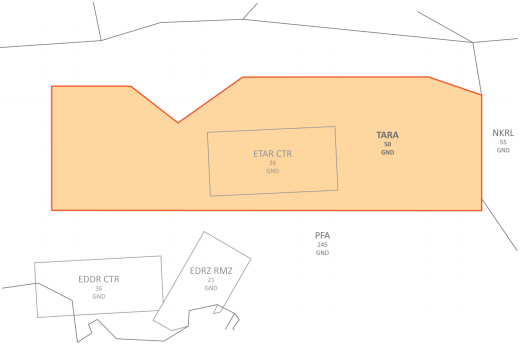 TARA
50
GND
NKRL
55
GND
ETAR CTR
36
GND
PFA
245
GND
EDDR CTR
36
GND
EDRZ RMZ
21
GND